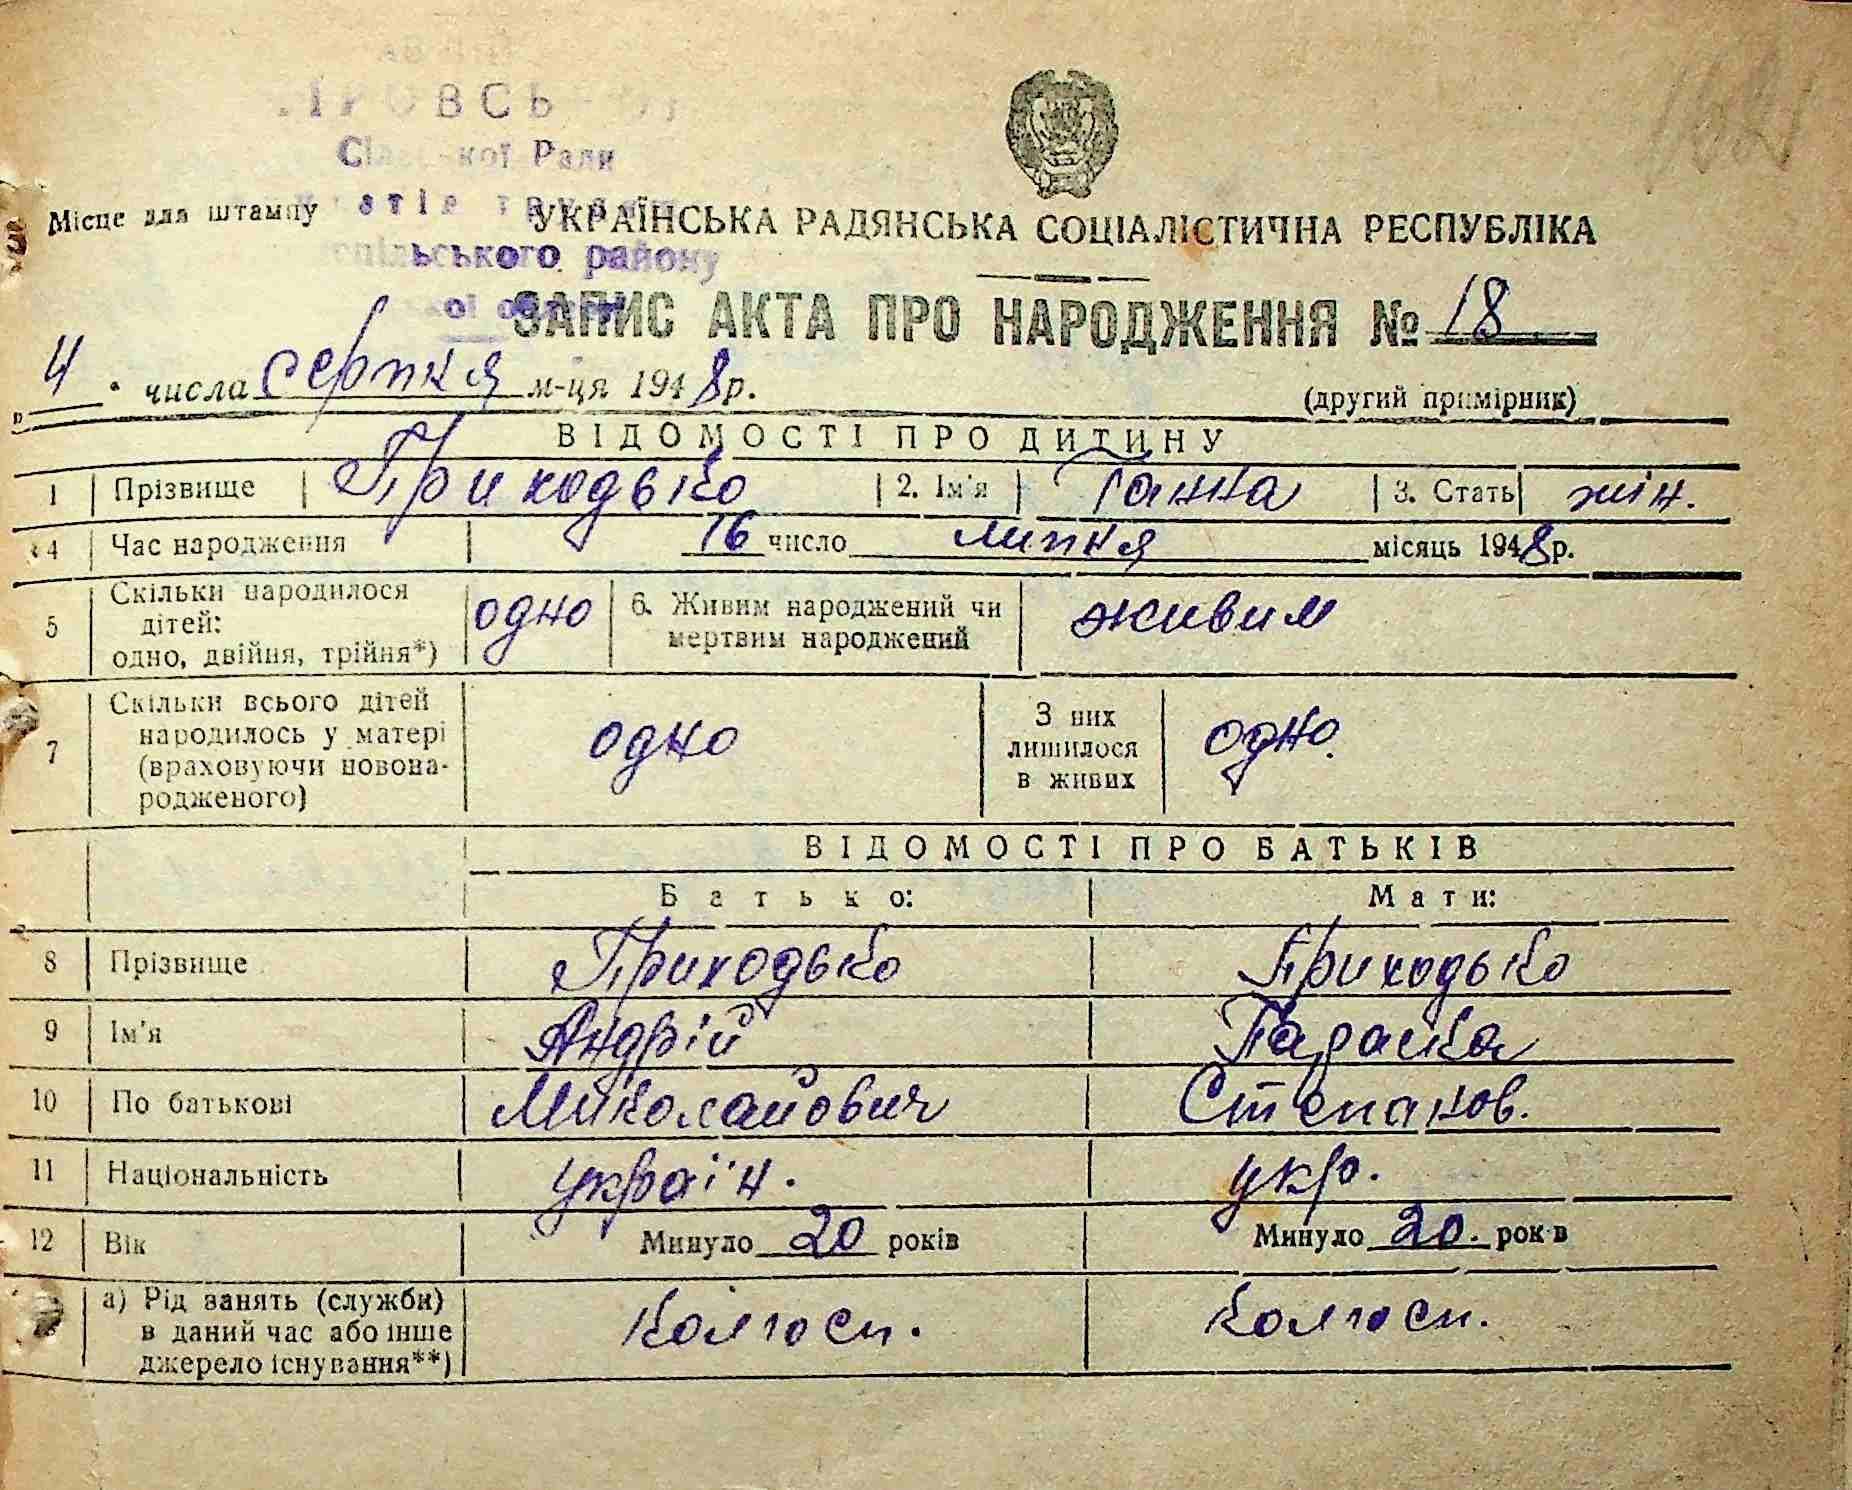 Сільської Ради
Місце для штампу
УКРАЇНСЬКА РАДЯНСЬКА СОЦІАЛІСТИЧНА РЕСПУБЛІКА
району
ЗАПИС АКТА ПРО НАРОДЖЕННЯ № 18
„ 4 " числа серпня м-ця 1948 р.
(другий примірник)
ВІДОМОСТІ ПРО ДИТИНУ
1 Прізвище Приходько 2. Ім'я Ганна 3. Стать жін.
4 Час народження 16 число липня місяць 1948 р.
5 Скільки народилося дітей: одно, двійня, трійня*) одно 6. Живим народжений чи мертвим народжений живим
7 Скільки всього дітей народилось у матері (враховуючи новонародженого) одно З них лишилося в живих одно.
ВІДОМОСТІ ПРО БАТЬКІВ
Батько: Мати:
8 Прізвище Приходько Приходько
9 Ім'я Андрій Параска
10 По батькові Миколайович Степанов.
11 Національність україн. укр.
12 Вік Минуло 20 років Минуло 20. років
а) Рід занять (служби) в даний час або інше джерело існування**) Колгосп. Колгосп.